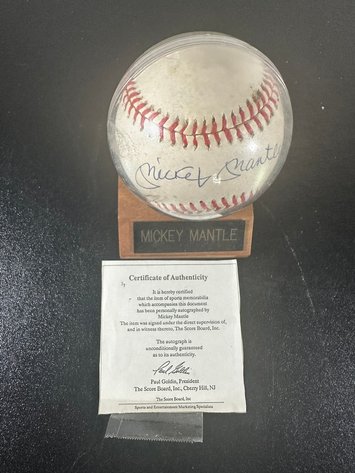 Mickey Mantle
MICKEY MANTLE
Certificate of Authenticity
It is hereby certified
that the item of sports memorabilia
which accompanies this document
has been personally autographed by
Mickey Mantle
The item was signed under the direct supervision of,
and in witness thereto, The Score Board, Inc.
The autograph is
unconditionally guaranteed
as to its authenticity.
Paul Goldin
Paul Goldin, President
The Score Board, Inc., Cherry Hill, NJ
The Score Board, Inc
Sports and Entertainment Marketing Specialists